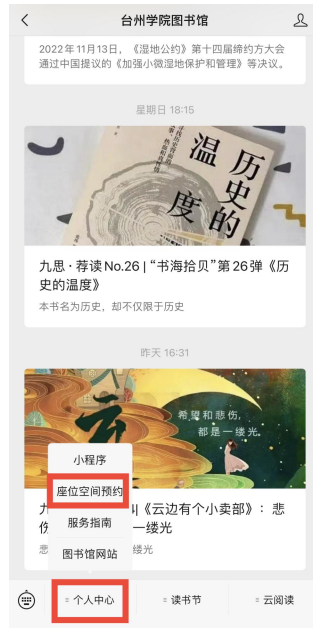 台州学院图书馆
2022年11月13日，《湿地公约》第十四届缔约方大会
通过中国提议的《加强小微湿地保护和管理》等决议。
星期日 18:15
历史的
温度
九思·荐读No.26 | “书海拾贝”第26弹《历
史的温度》
本书名为历史，却不仅限于历史
昨天 16:31
希望和悲伤，
都是一缕光。
小程序
座位空间预约
《云边有个小卖部》：悲
服务指南
一缕光
图书馆网站
缕光
个人中心
读书节
云阅读